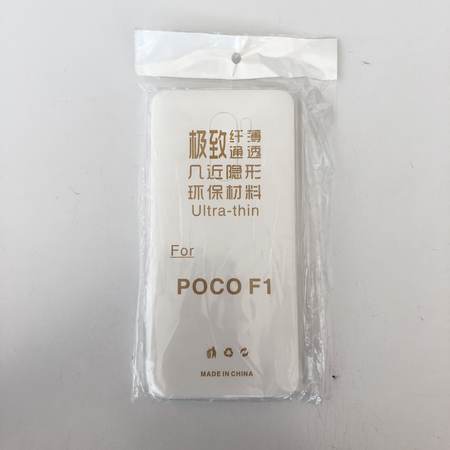 极致纤薄通透
几近隐形
环保材料
Ultra-thin
For
POCO F1
MADE IN CHINA